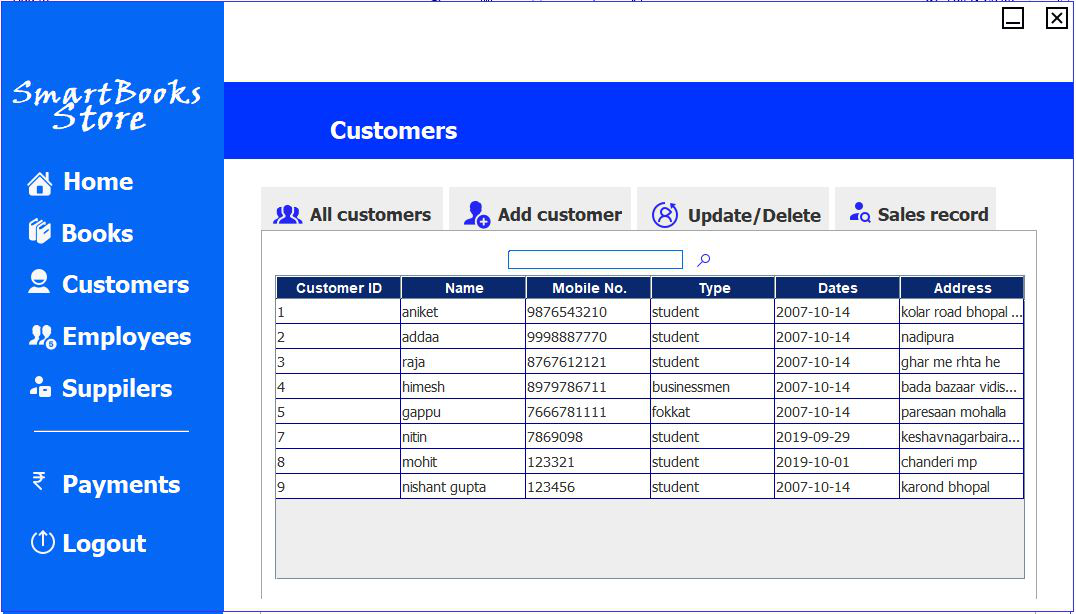 SmartBooks
Store
Home
Books
Customers
Employees
Suppilers
Payments
Logout
Customers
All customers Add customer Update/Delete Sales record
Customer ID Name Mobile No. Type Dates Address
1 aniket 9876543210 student 2007-10-14 kolar road bhopal ...
2 addaa 9998887770 student 2007-10-14 nadipura
3 raja 8767612121 student 2007-10-14 ghar me rhta he
4 himesh 8979786711 businessmen 2007-10-14 bada bazaar vidis...
5 gappu 7666781111 fokkat 2007-10-14 paresaan mohalla
7 nitin 7869098 student 2019-09-29 keshavnagarbaira...
8 mohit 123321 student 2019-10-01 chanderi mp
9 nishant gupta 123456 student 2007-10-14 karond bhopal